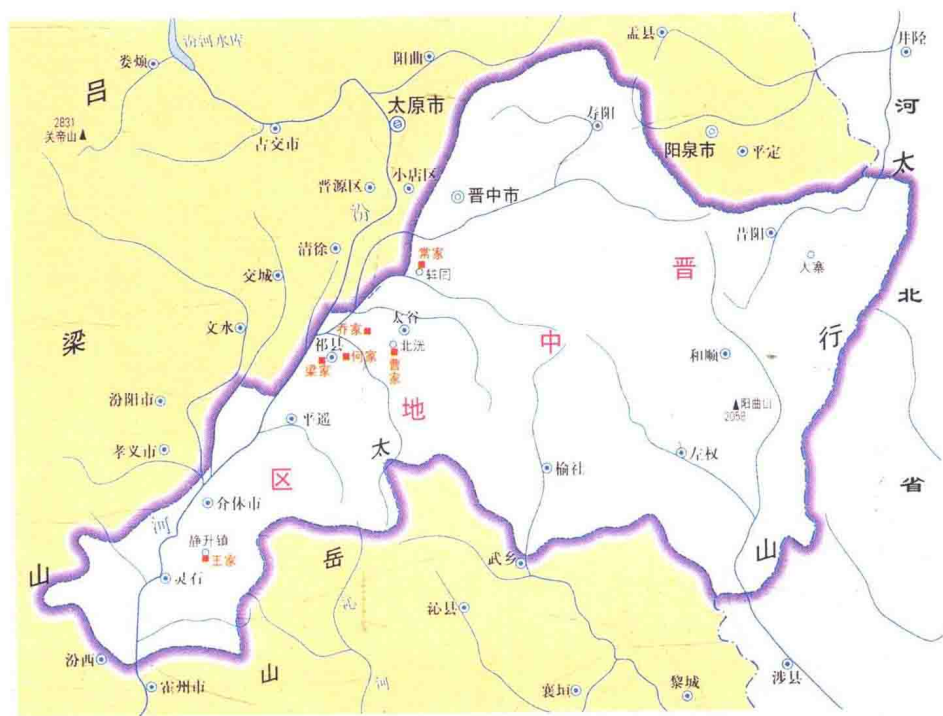 汾河水库
娄烦
阳曲
盂县
井陉
吕
2831
关帝山
太原市
寿阳
河
古交市
阳泉市
平定
太
晋源区
小店区
晋中市
汾
昔阳
清徐
常家
晋
大寨
交城
北
文水
乔家
太谷
中
行
梁
祁县
北洸
梁家
何家
曹家
和顺
汾阳市
地
阳曲山
2058
平遥
孝义市
太
左权
榆社
区
省
介休市
河
静升镇
王家
岳
武乡
山
山
灵石
沁县
沁
汾西
山
涉县
霍州市
河
襄垣
黎城